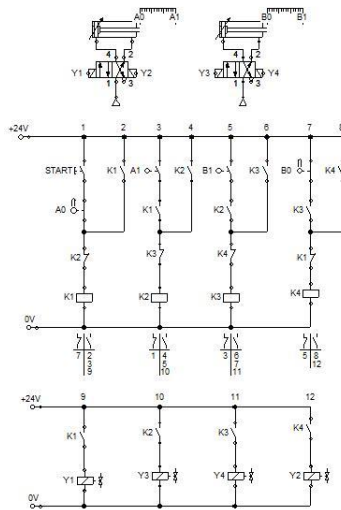 A0 A1 B0 B1
4 2 4 2
Y1 Y2 Y3 Y4
1 3 1 3
1 2 3 4 5 6 7 8
+24V
START K1 A1 K2 B1 K3 B0 K4
A0 K1 K2 K3
K2 K3 K4 K1
K1 K2 K3 K4
0V
7 2 1 4 3 6 5 8
3 5 7 12
9 10 11
9 10 11 12
+24V
K1 K2 K3 K4
Y1 Y3 Y4 Y2
0V